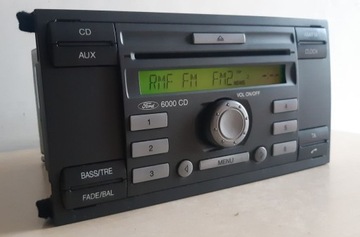 CD
AUX
CLOCK
RMF FM FM2
Ford 6000 CD
VOL ON/OFF
1
2
3
4
5
6
TA
BASS/TRE
FADE/BAL
MENU